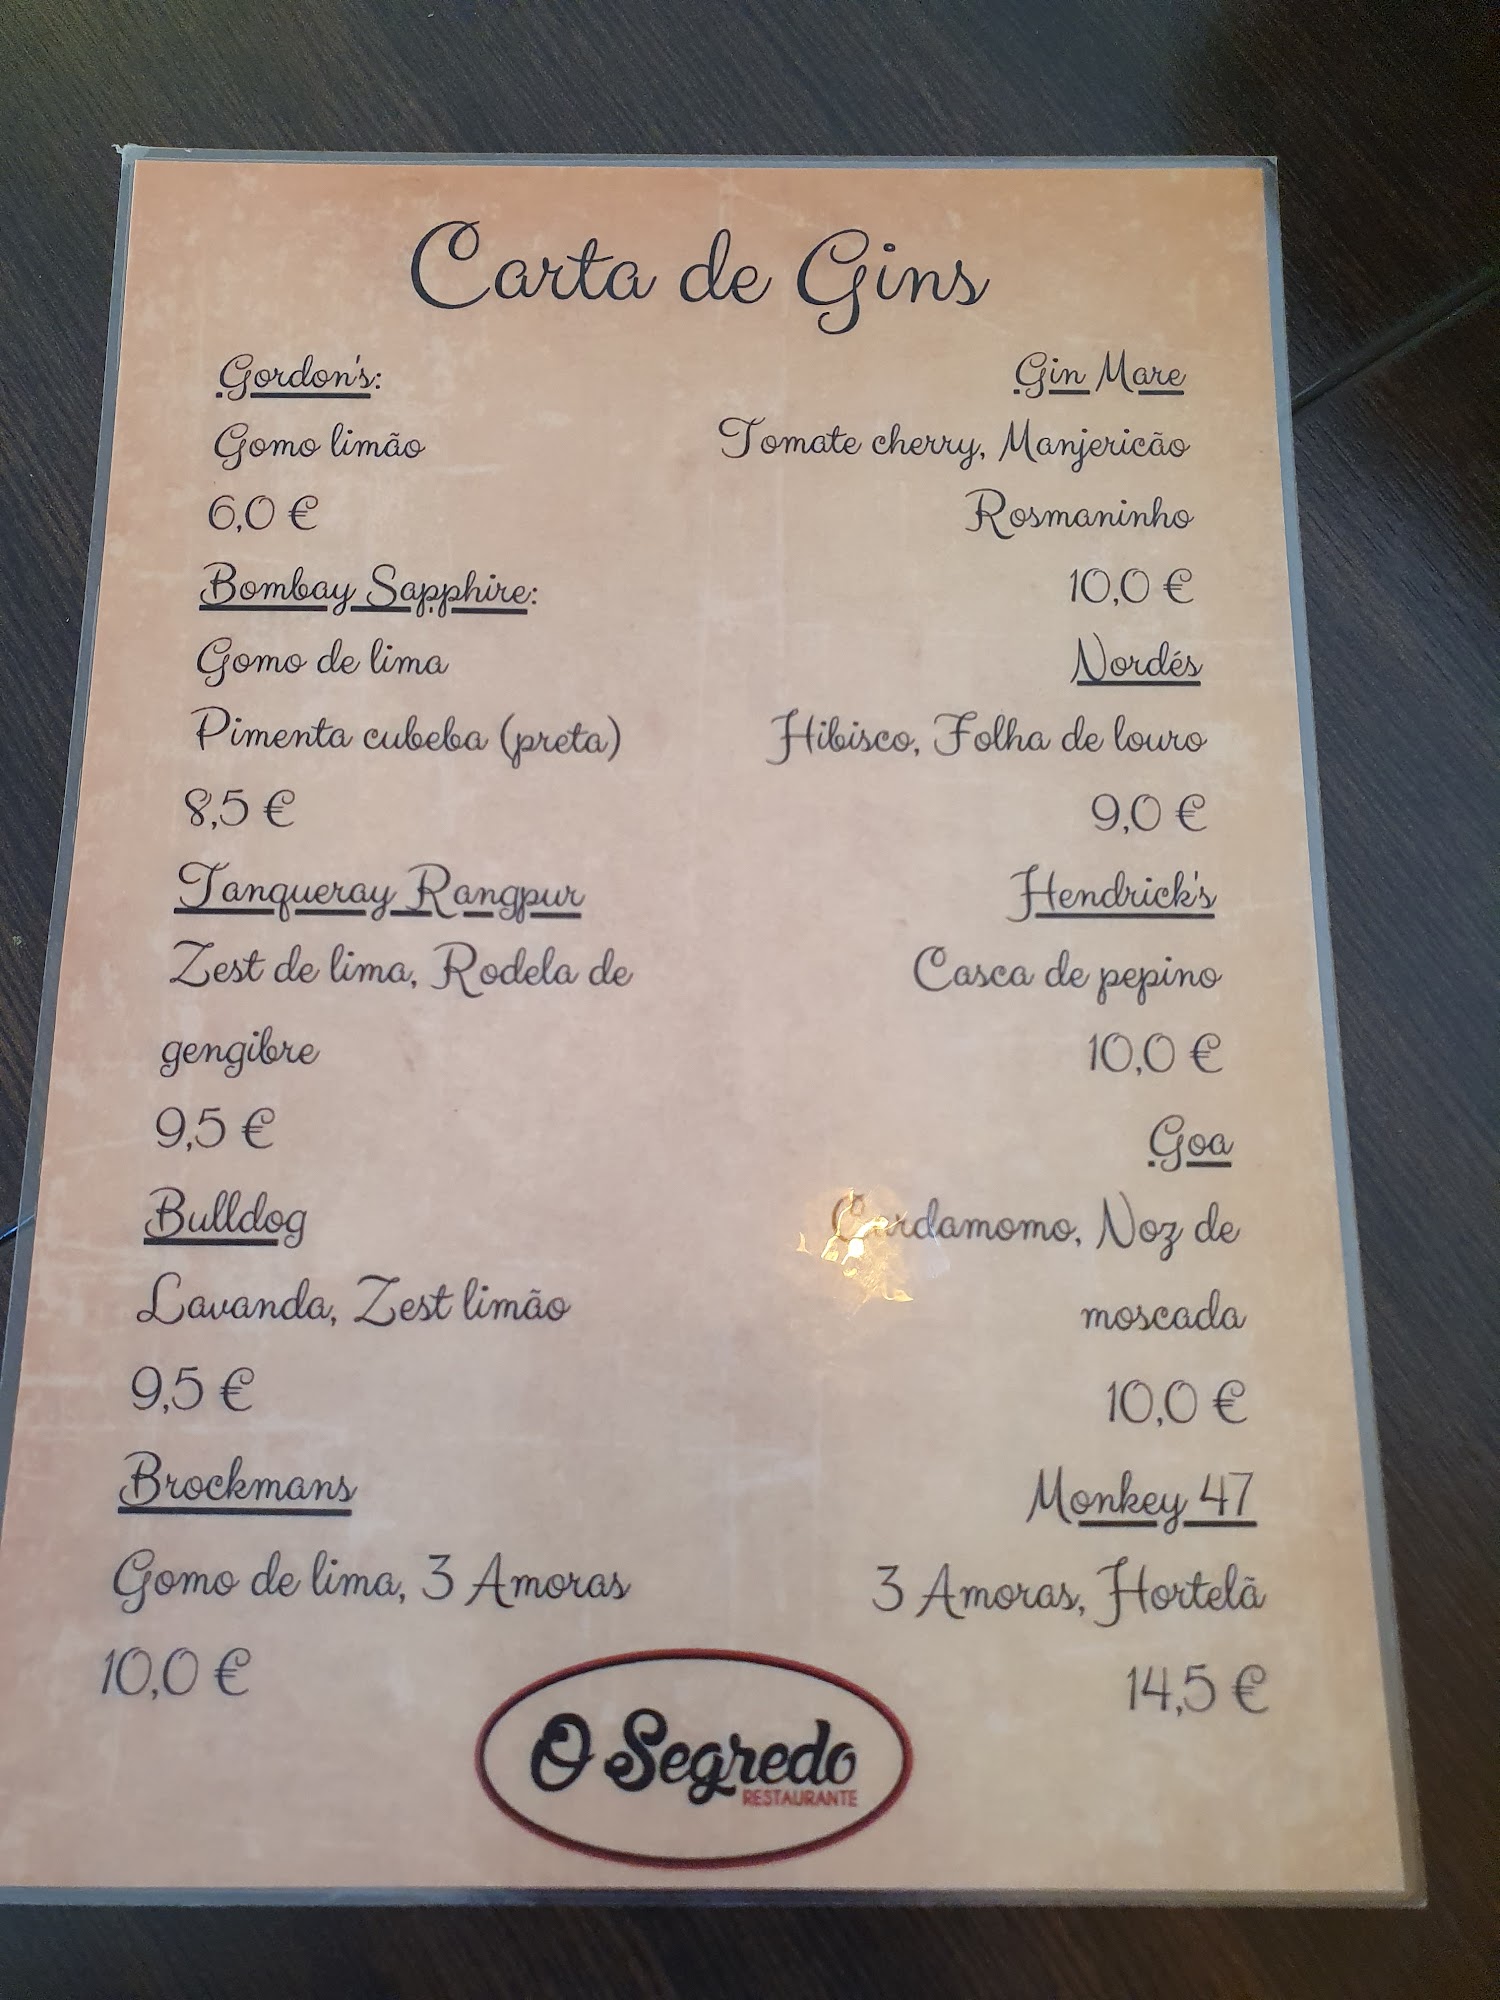 Carta de Gins
Gordon's:
Gomo limão
6,0 €
Bombay Sapphire:
Gomo de lima
Pimenta cubeba (preta)
8,5 €
Tanqueray Rangpur
Zest de lima, Rodela de
gengibre
9,5 €
Bulldog
Lavanda, Zest limão
9,5 €
Brockmans
Gomo de lima, 3 Amoras
10,0 €
Gin Mare
Tomate cherry, Manjericão
Rosmaninho
10,0 €
Nordés
Hibisco, Folha de louro
9,0 €
Hendrick's
Casca de pepino
10,0 €
Goa
Cardamomo, Noz de
moscada
10,0 €
Monkey 47
3 Amoras, Hortelã
14,5 €
O Segredo
RESTAURANTE